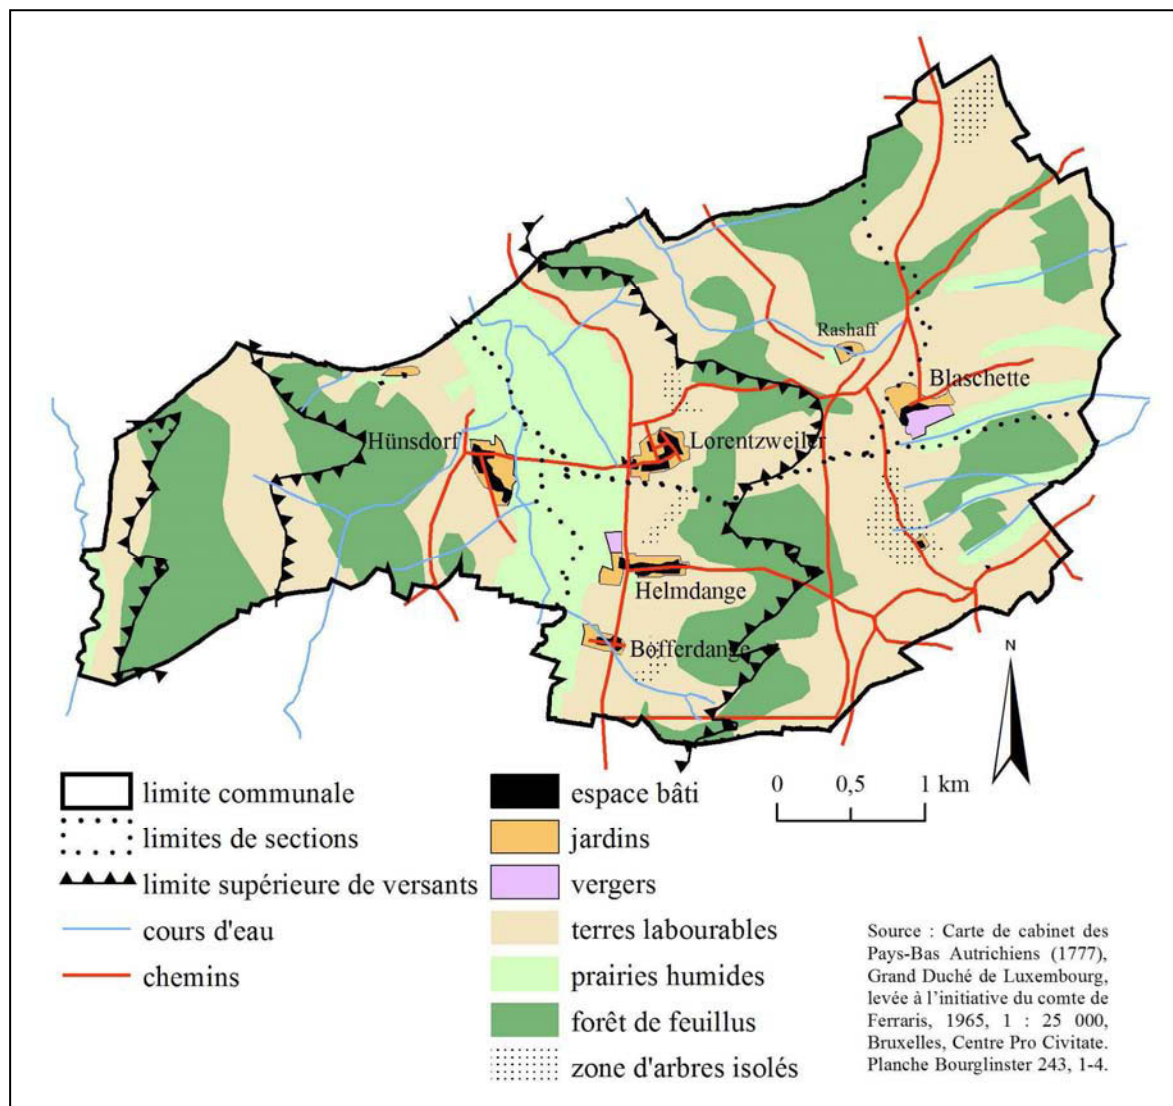 Rashaff
Blaschette
Hünsdorf
Lorentzweiler
Helmdange
Bofferdange
N
0 0,5 1 km
limite communale
limites de sections
limite supérieure de versants
cours d'eau
chemins
espace bâti
jardins
vergers
terres labourables
prairies humides
forêt de feuillus
zone d'arbres isolés
Source : Carte de cabinet des
Pays-Bas Autrichiens (1777),
Grand Duché de Luxembourg,
levée à l'initiative du comte de
Ferraris, 1965, 1 : 25 000,
Bruxelles, Centre Pro Civitate.
Planche Bourglinster 243, 1-4.